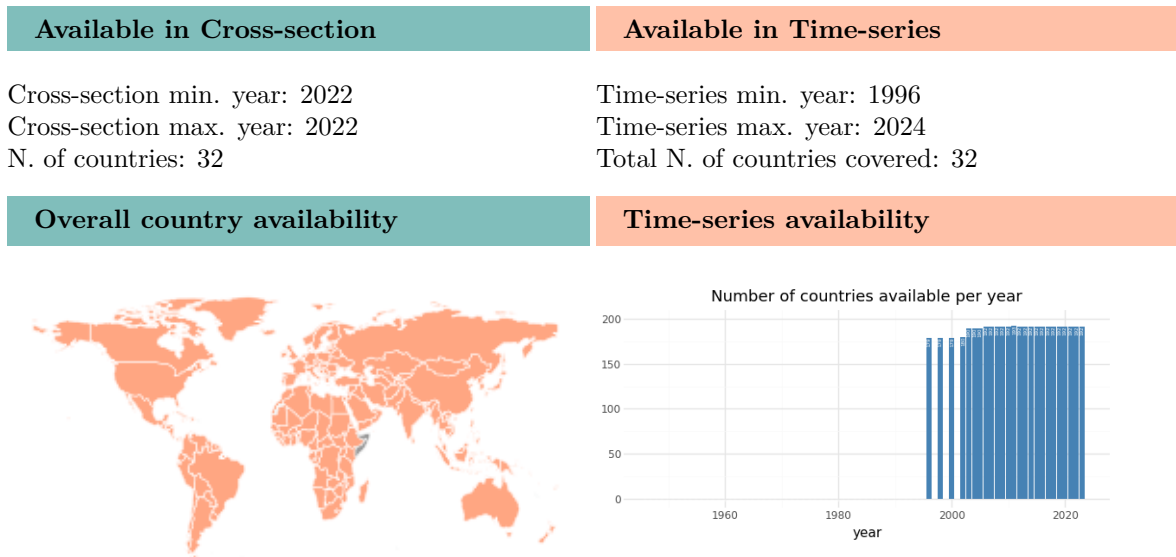 Available in Cross-section
Available in Time-series
Cross-section min. year: 2022
Cross-section max. year: 2022
N. of countries: 32
Time-series min. year: 1996
Time-series max. year: 2024
Total N. of countries covered: 32
Overall country availability
Time-series availability
Number of countries available per year
200
150
100
50
0
1960
1980
2000
2020
year